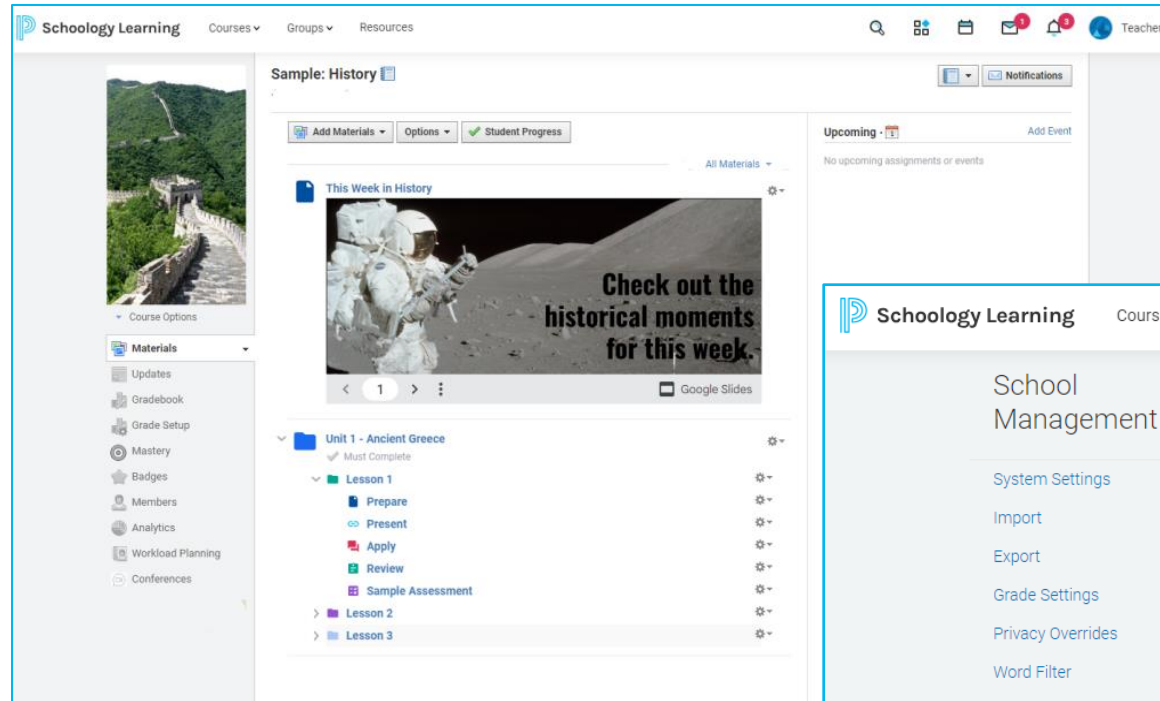 Schoology Learning Courses Groups Resources 1 3 Teacher
Sample: History
Notifications
Add Materials Options Student Progress
All Materials
Upcoming · 1 Add Event
No upcoming assignments or events
This Week in History
Check out the
historical moments
for this week.
1 Google Slides
Course Options
Materials
Updates
Gradebook
Grade Setup
Mastery
Badges
Members
Analytics
Workload Planning
Conferences
Unit 1 - Ancient Greece
Must Complete
Lesson 1
Prepare
Present
Apply
Review
Sample Assessment
Lesson 2
Lesson 3
Schoology Learning Cours
School
Management
System Settings
Import
Export
Grade Settings
Privacy Overrides
Word Filter